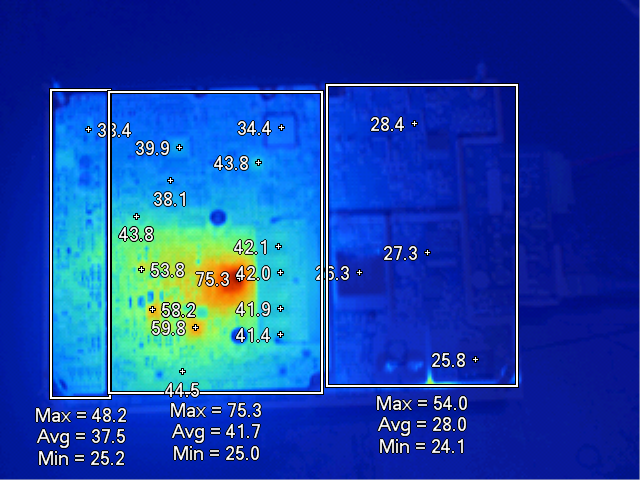 33.4
34.4
28.4
39.9
43.8
38.1
43.8
42.1
27.3
53.8
75.3
42.0
26.3
58.2
41.9
59.8
41.4
25.8
44.5
Max = 48.2
Avg = 37.5
Min = 25.2
Max = 75.3
Avg = 41.7
Min = 25.0
Max = 54.0
Avg = 28.0
Min = 24.1